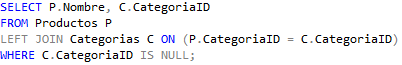 SELECT P.Nombre, C.CategoriaID
FROM Productos P
LEFT JOIN Categorias C ON (P.CategoriaID = C.CategoriaID)
WHERE C.CategoriaID IS NULL;